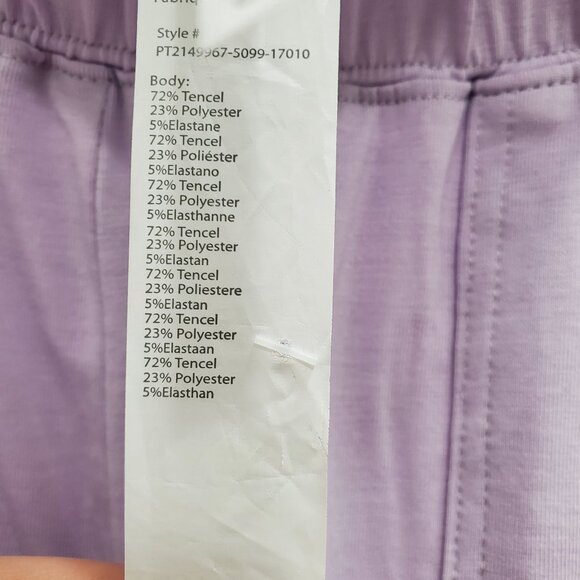 Fabric
Style #
PT2149967-5099-17010
Body:
72% Tencel
23% Polyester
5%Elastane
72% Tencel
23% Poliéster
5%Elastano
72% Tencel
23% Polyester
5%Elasthanne
72% Tencel
23% Polyester
5%Elastan
72% Tencel
23% Poliestere
5%Elastan
72% Tencel
23% Polyester
5%Elastaan
72% Tencel
23% Polyester
5%Elasthan